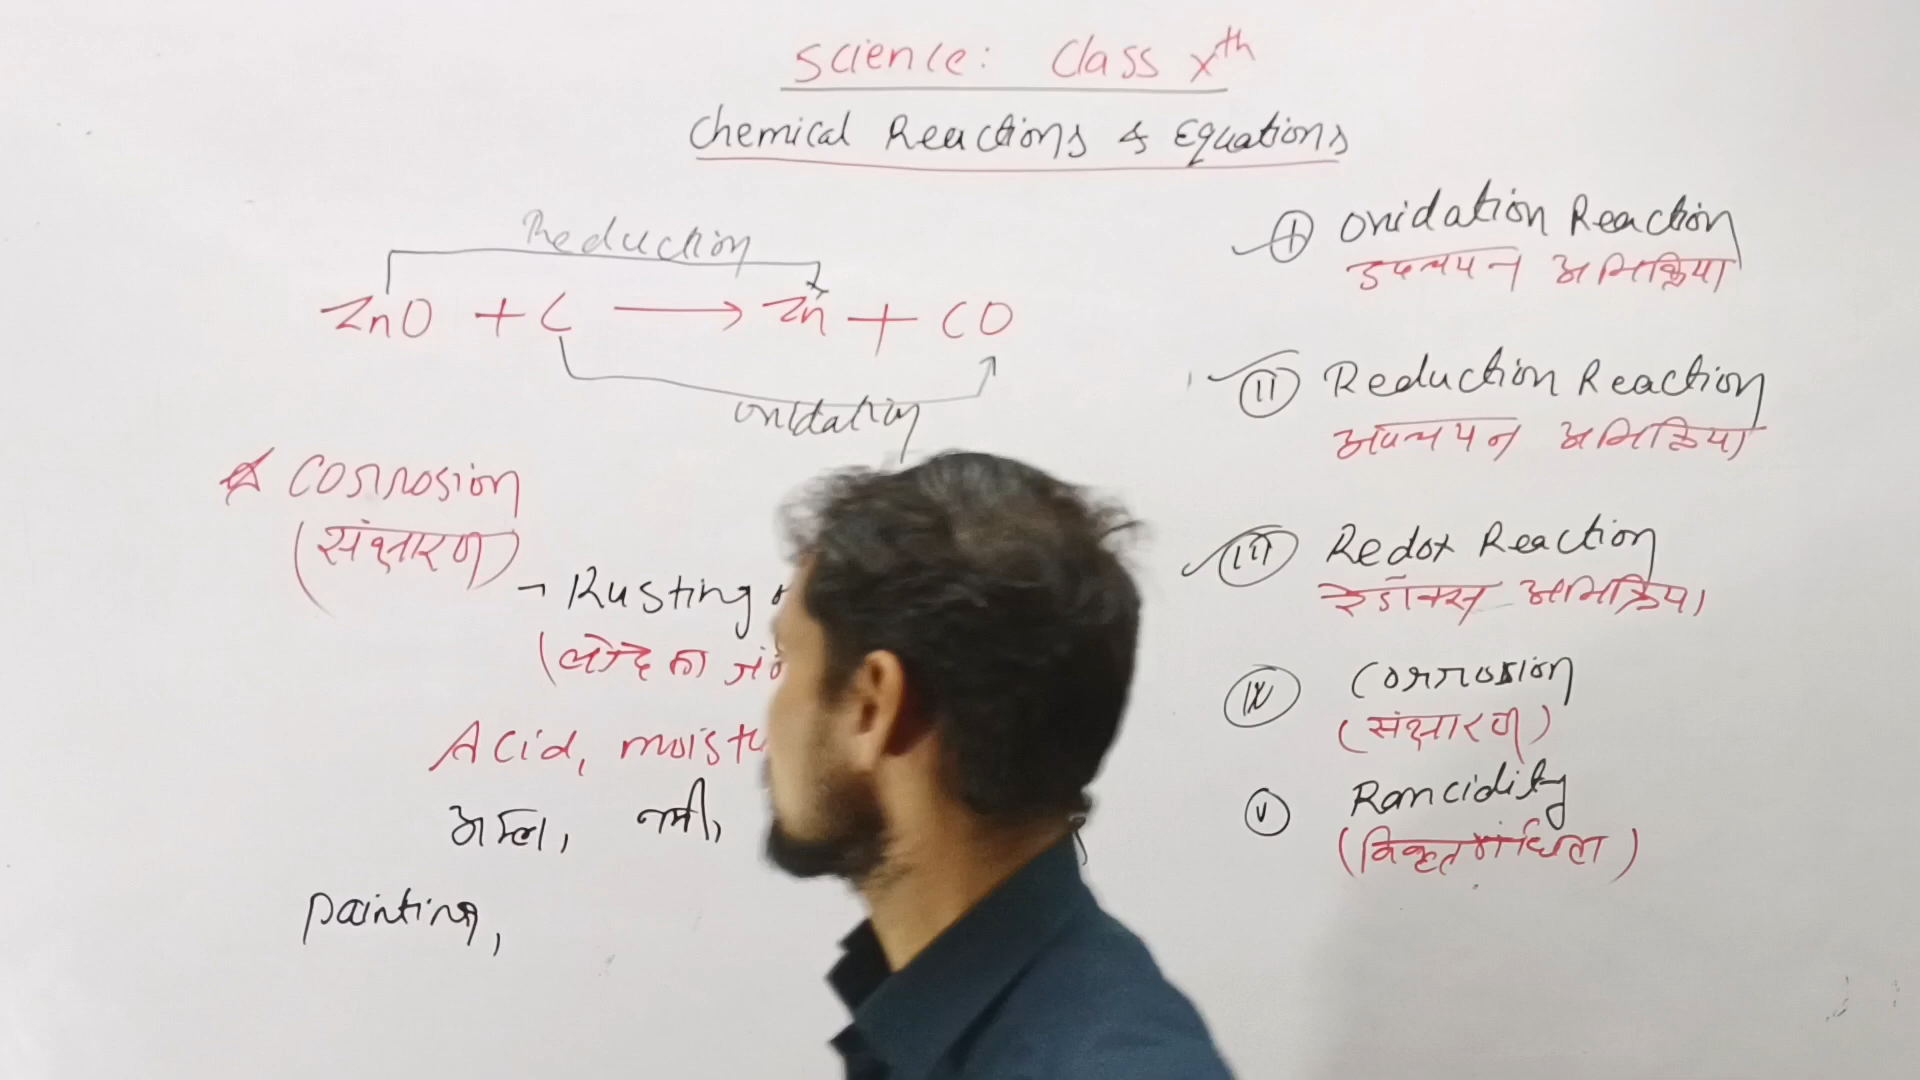 Science: Class Xth
Chemical Reactions & Equations
Reduction
ZnO + C → Zn + CO
Oxidation
Corrosion
(संक्षारण)
- Rusting
(लोहे का
Acid,
अम्ल, नमी,
Painting,
(I) Oxidation Reaction
उपचयन अभिक्रिया
(II) Reduction Reaction
अपचयन अभिक्रिया
(III) Redox Reaction
रेडॉक्स अभिक्रिया
(IV) Corrosion
(संक्षारण)
(V) Rancidity
(विकृतगंधिता)